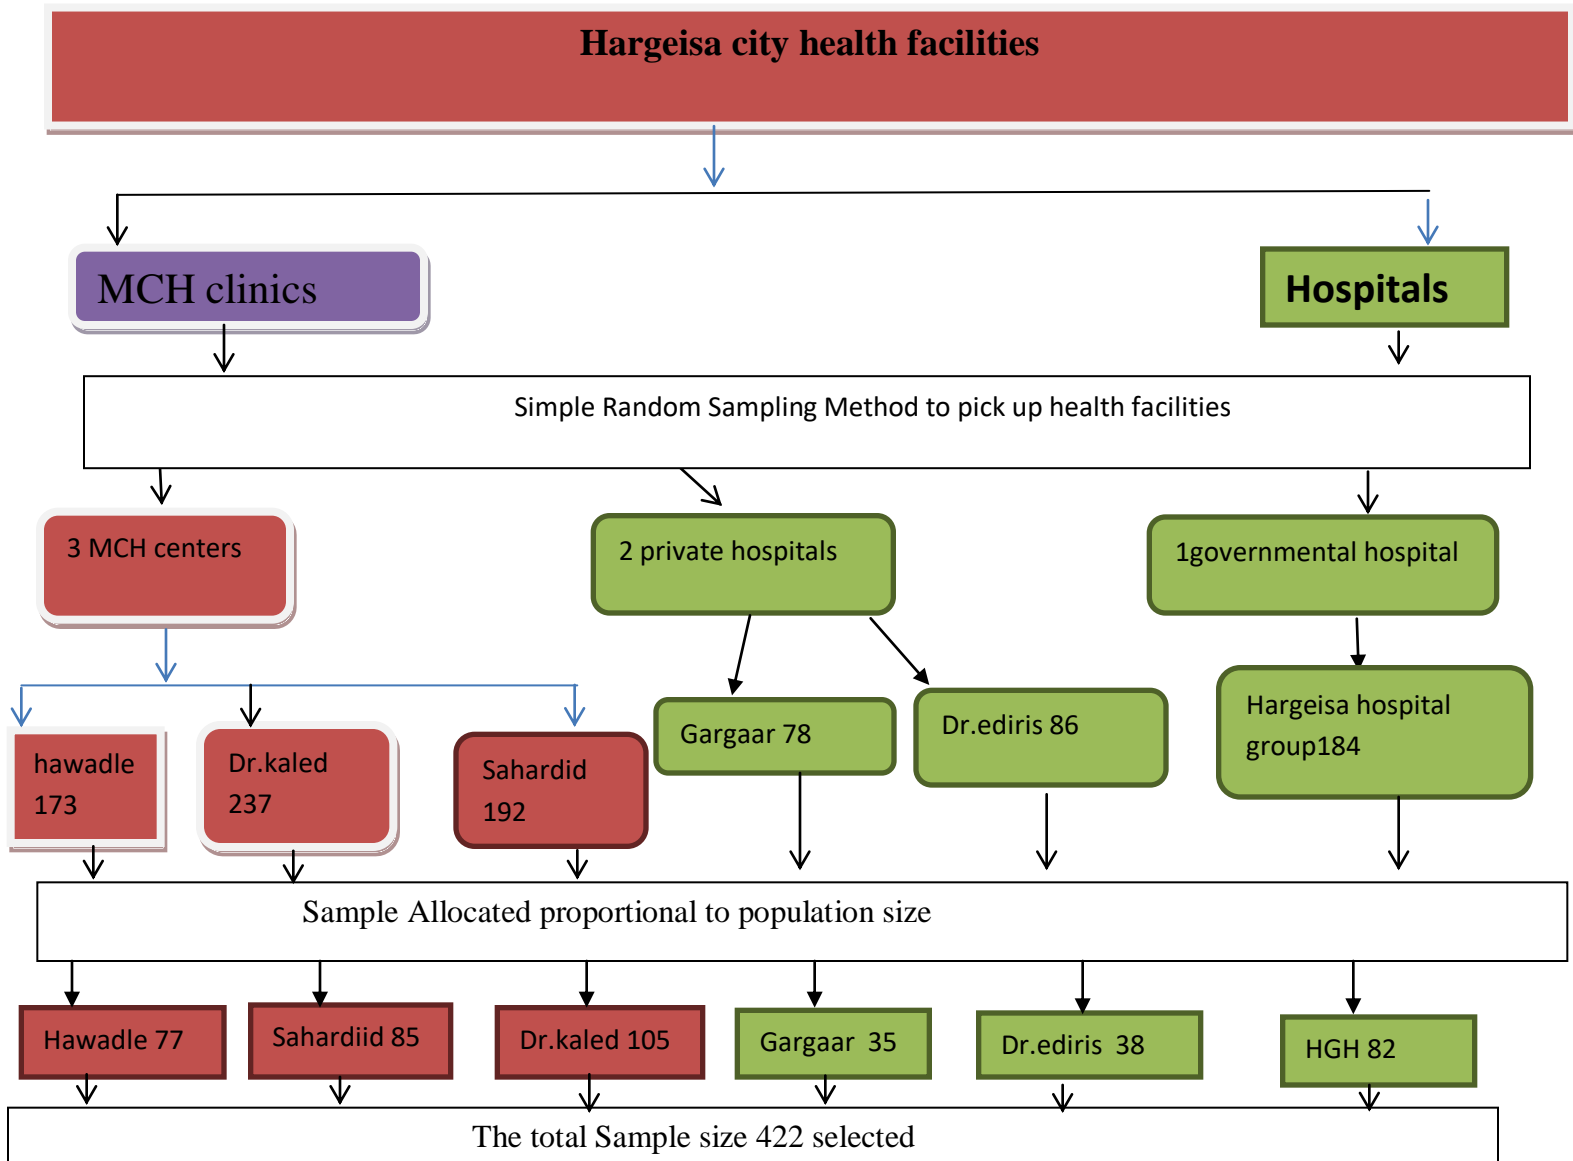 Hargeisa city health facilities
MCH clinics
Hospitals
Simple Random Sampling Method to pick up health facilities
3 MCH centers
2 private hospitals
1governmental hospital
hawadle
173
Dr.kaled
237
Sahardid
192
Gargaar 78
Dr.ediris 86
Hargeisa hospital
group184
Sample Allocated proportional to population size
Hawadle 77
Sahardiid 85
Dr.kaled 105
Gargaar 35
Dr.ediris 38
HGH 82
The total Sample size 422 selected